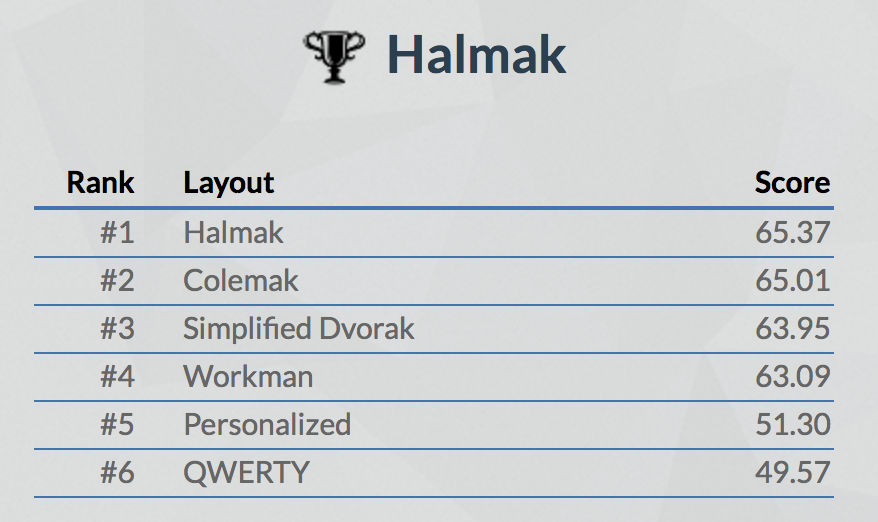 Halmak
Rank Layout Score
#1 Halmak 65.37
#2 Colemak 65.01
#3 Simplified Dvorak 63.95
#4 Workman 63.09
#5 Personalized 51.30
#6 QWERTY 49.57